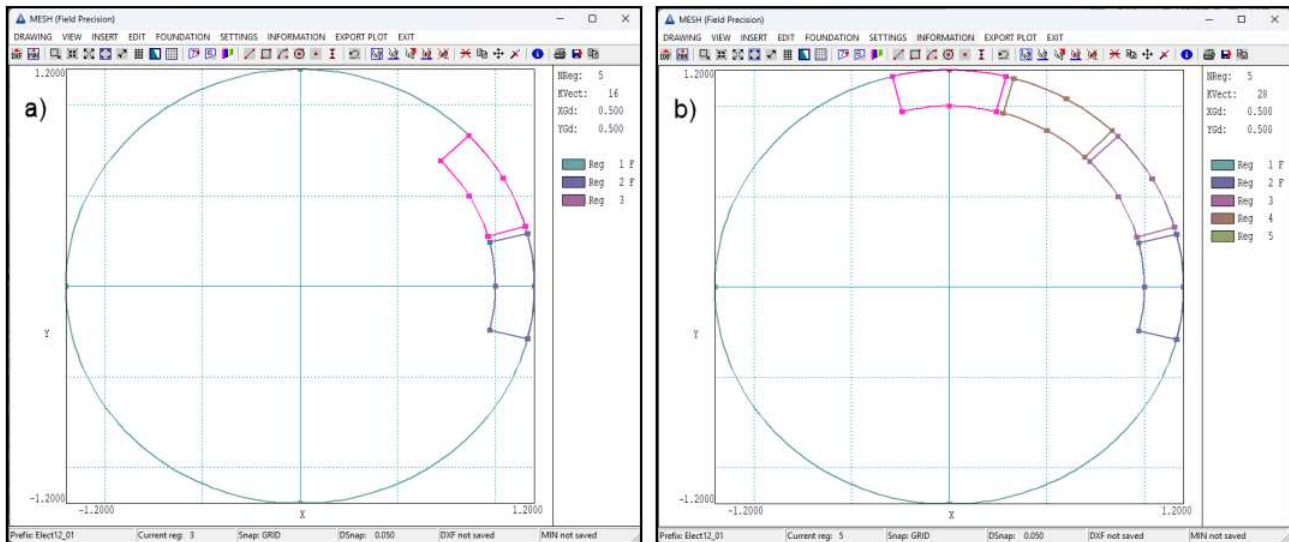 MESH (Field Precision)
DRAWING VIEW INSERT EDIT FOUNDATION SETTINGS INFORMATION EXPORT PLOT EXIT
a)
1.2000
-1.2000
Y
-1.2000
X
1.2000
NReg: 5
KVect: 16
XGd: 0.500
YGd: 0.500
Reg 1 F
Reg 2 F
Reg 3
Prefix: Elect12_01 Current reg: 3 Snap: GRID DSnap: 0.050 DXF not saved MIN not saved
MESH (Field Precision)
DRAWING VIEW INSERT EDIT FOUNDATION SETTINGS INFORMATION EXPORT PLOT EXIT
b)
1.2000
-1.2000
Y
-1.2000
X
1.2000
NReg: 5
KVect: 28
XGd: 0.500
YGd: 0.500
Reg 1 F
Reg 2 F
Reg 3
Reg 4
Reg 5
Prefix: Elect12_01 Current reg: 5 Snap: GRID DSnap: 0.050 DXF not saved MIN not saved